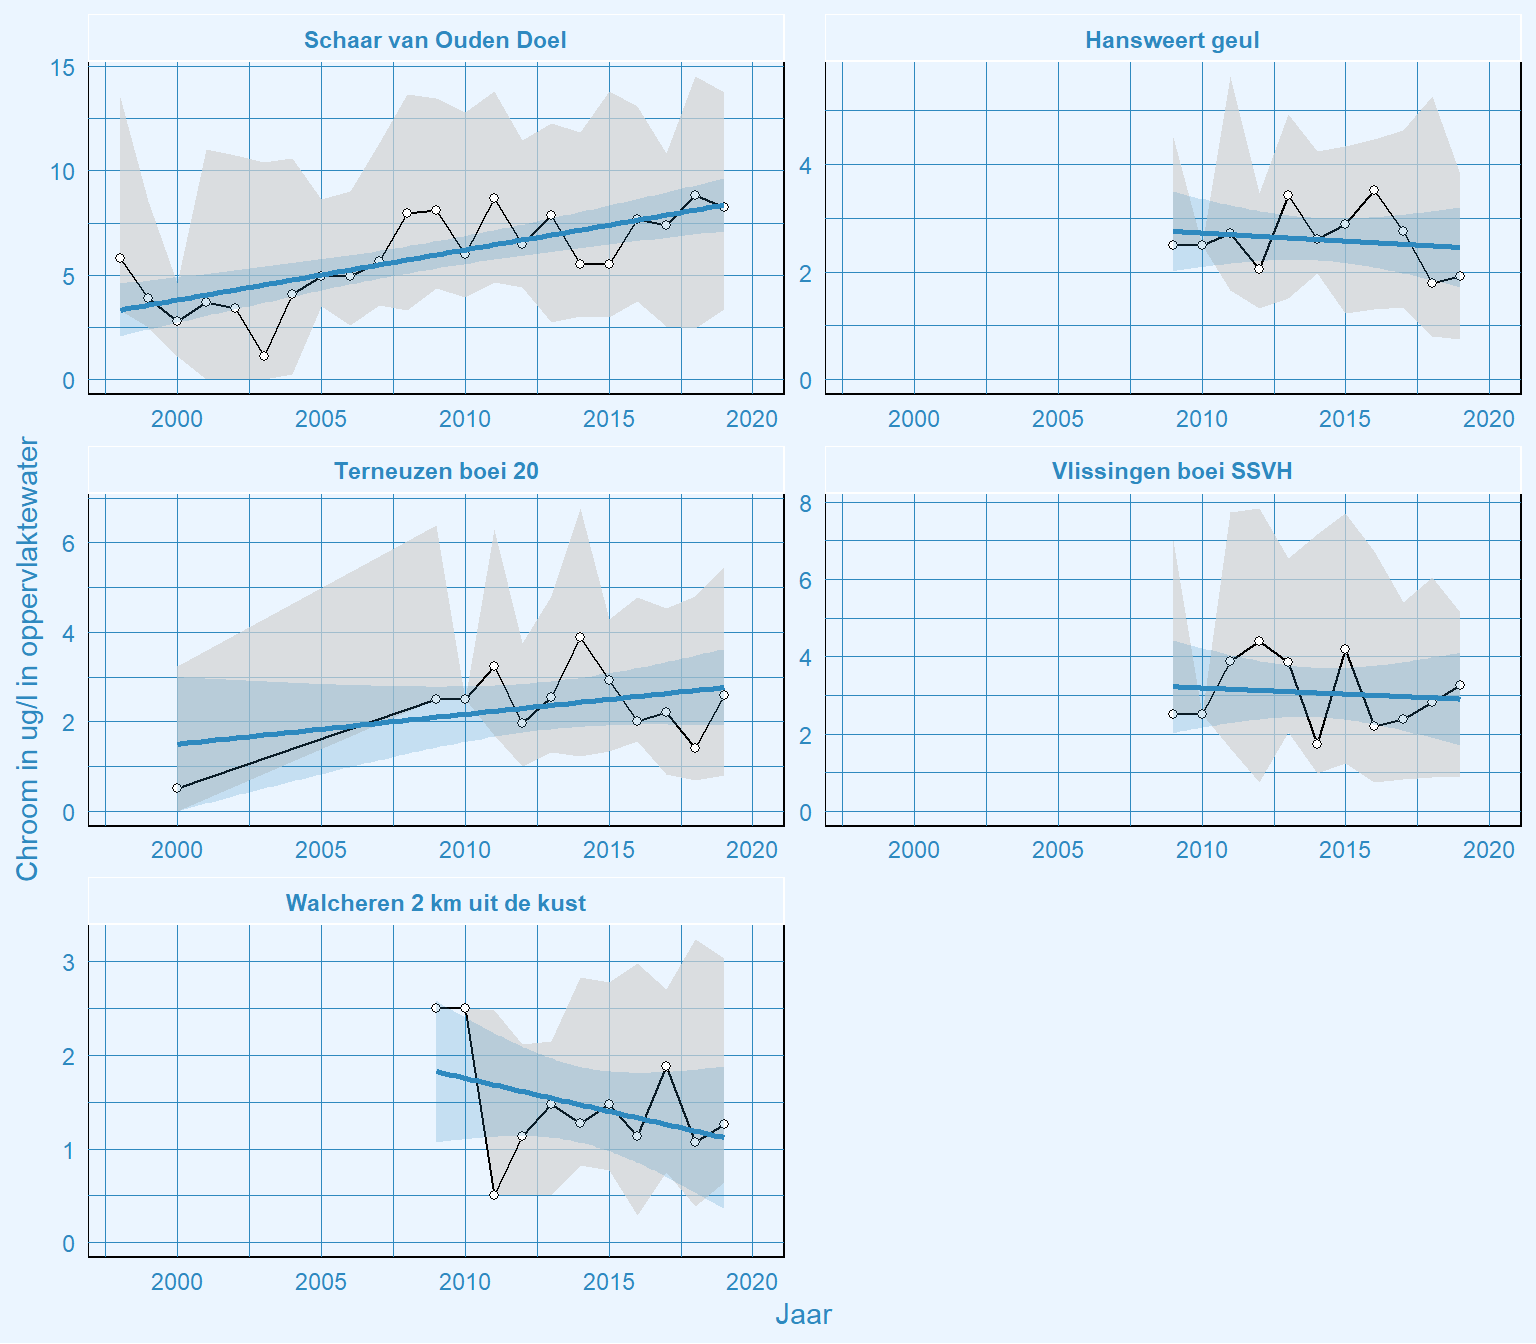 Schaar van Ouden Doel
Hansweert geul
15
10
5
0
4
2
0
2000 2005 2010 2015 2020
2000 2005 2010 2015 2020
Chroom in ug/l in oppervlaktewater
Terneuzen boei 20
Vlissingen boei SSVH
6
4
2
0
8
6
4
2
0
2000 2005 2010 2015 2020
2000 2005 2010 2015 2020
Walcheren 2 km uit de kust
3
2
1
0
2000 2005 2010 2015 2020
Jaar